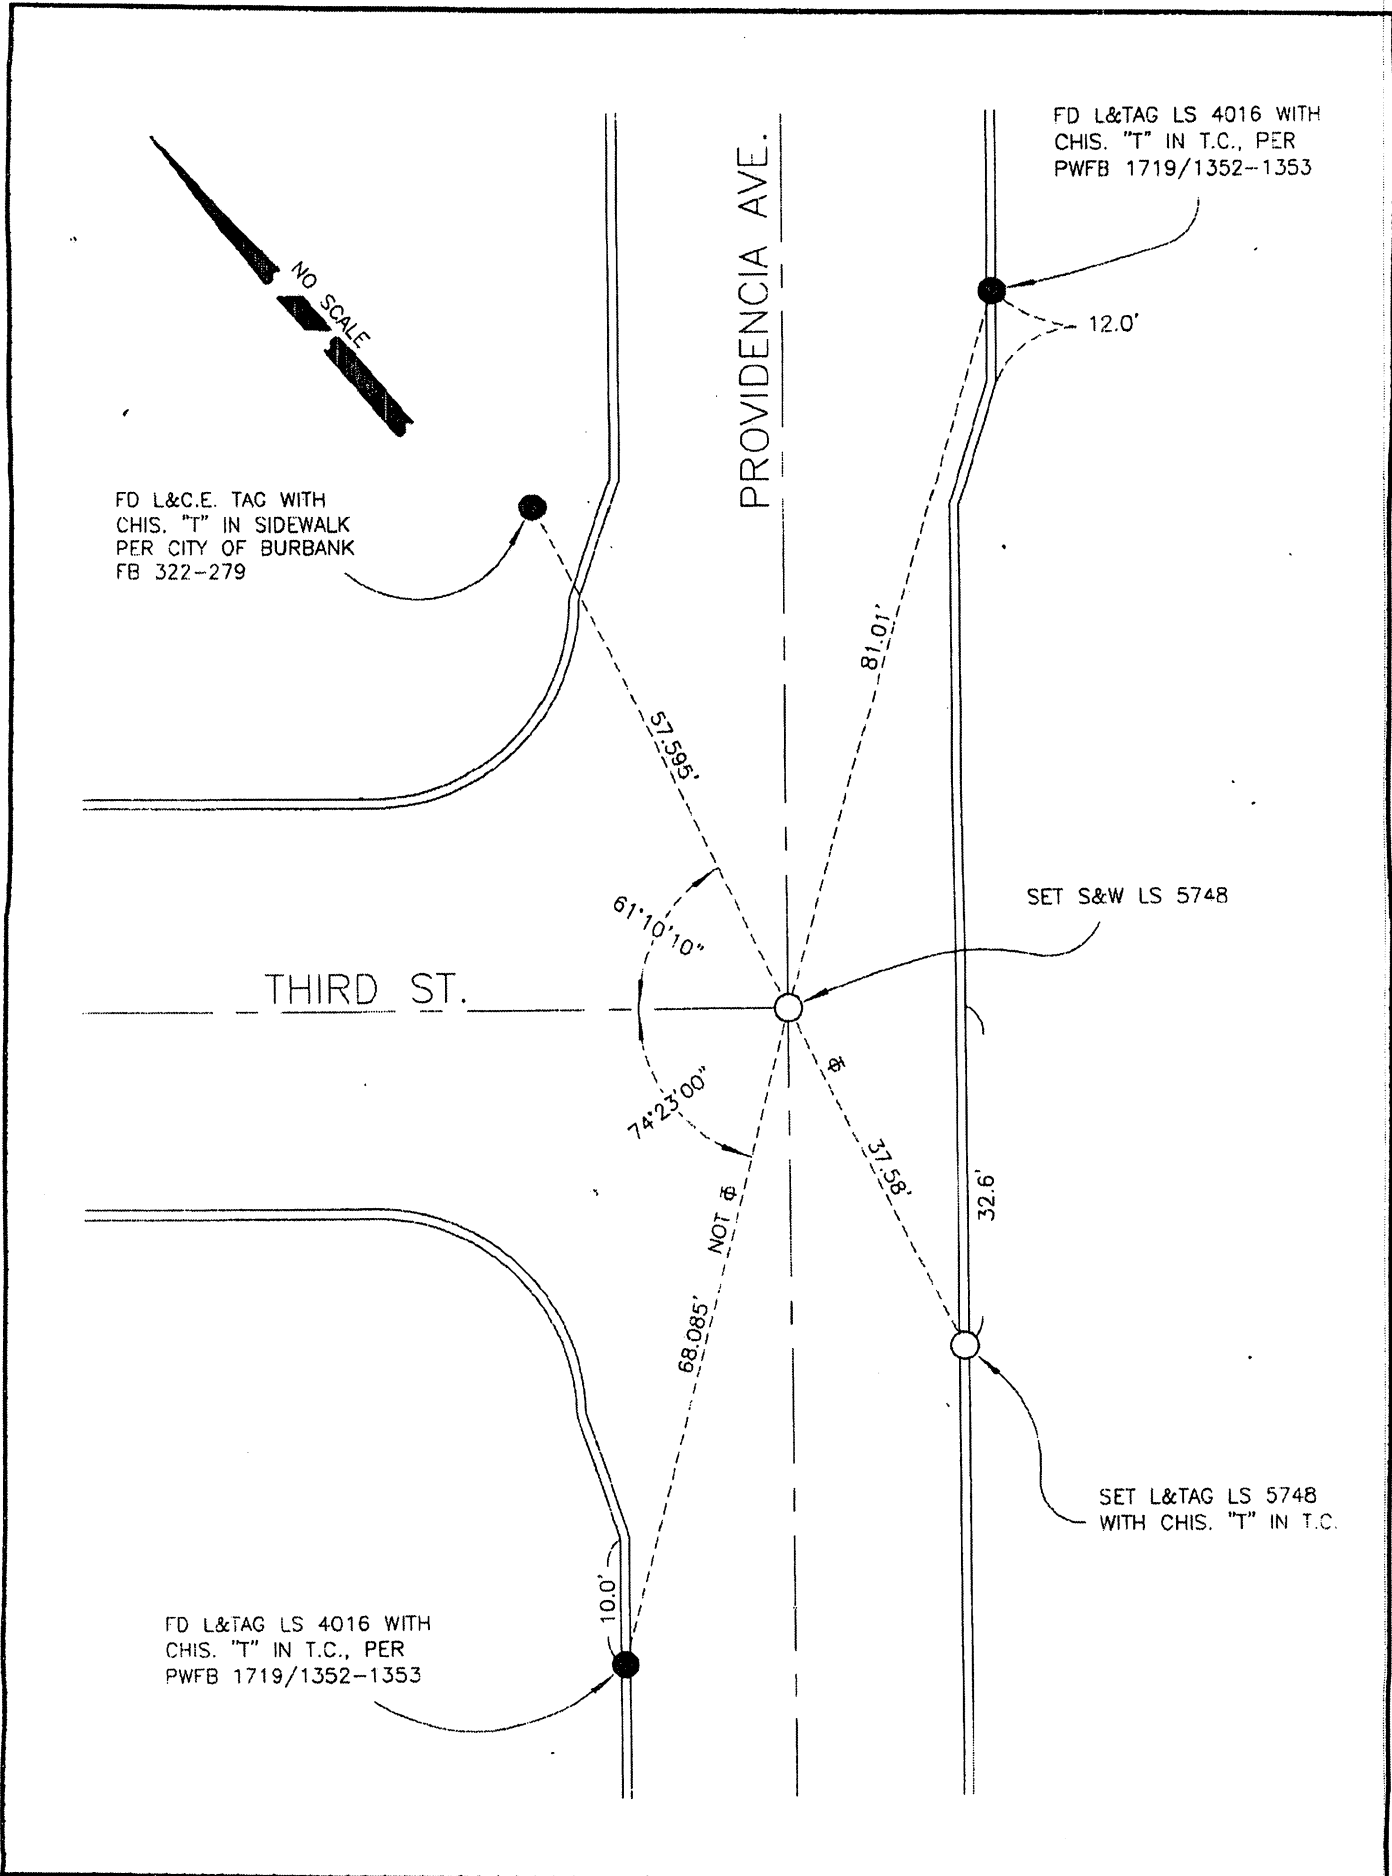 FD L&TAG LS 4016 WITH
CHIS. "T" IN T.C., PER
PWFB 1719/1352-1353
NO SCALE
PROVIDENCIA AVE.
12.0'
FD L&C.E. TAG WITH
CHIS. "T" IN SIDEWALK
PER CITY OF BURBANK
FB 322-279
81.01'
57.595'
61°10'10"
SET S&W LS 5748
THIRD ST.
74°23'00"
37.58'
32.6'
NOT
68.085'
SET L&TAG LS 5748
WITH CHIS. "T" IN T.C.
10.0'
FD L&TAG LS 4016 WITH
CHIS. "T" IN T.C., PER
PWFB 1719/1352-1353